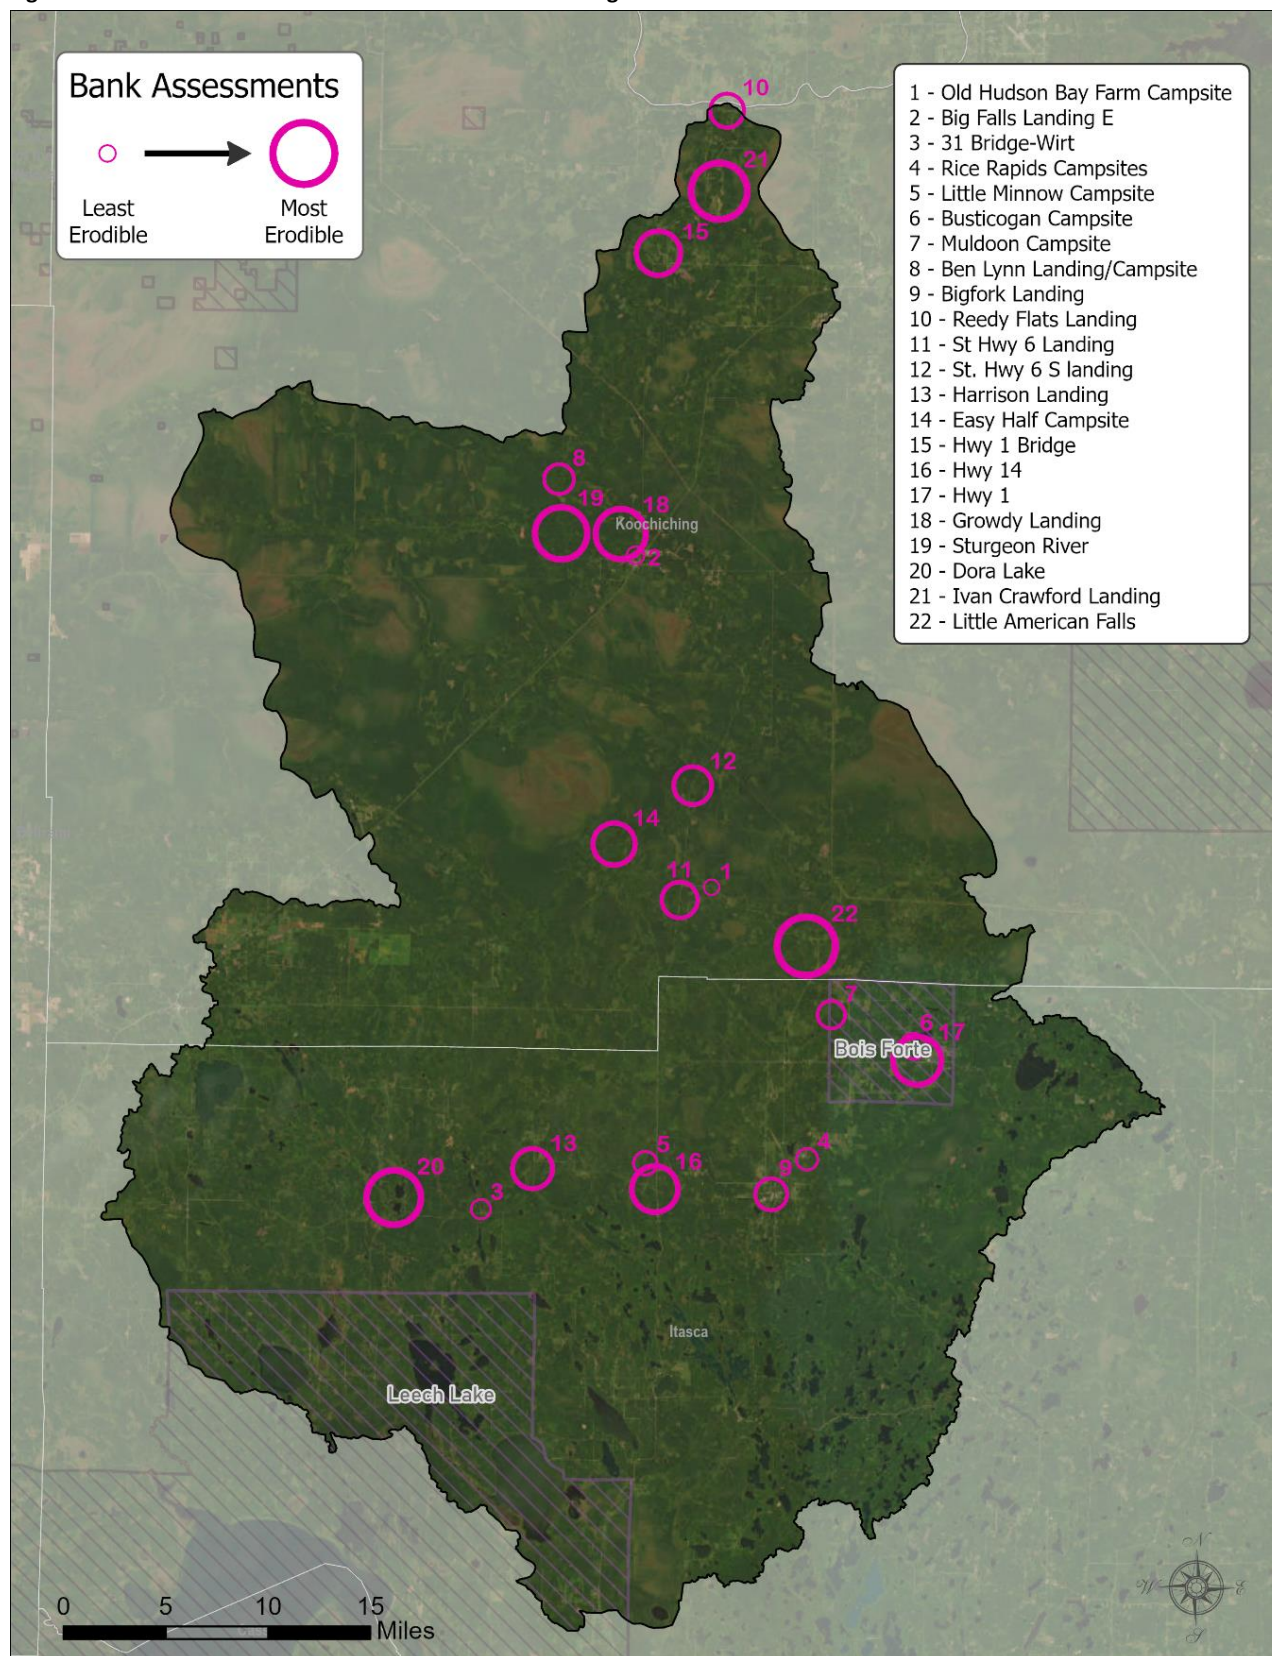 Bank Assessments
Least
Erodible
Most
Erodible
1 - Old Hudson Bay Farm Campsite
2 - Big Falls Landing E
3 - 31 Bridge-Wirt
4 - Rice Rapids Campsites
5 - Little Minnow Campsite
6 - Busticogan Campsite
7 - Muldoon Campsite
8 - Ben Lynn Landing/Campsite
9 - Bigfork Landing
10 - Reedy Flats Landing
11 - St Hwy 6 Landing
12 - St. Hwy 6 S landing
13 - Harrison Landing
14 - Easy Half Campsite
15 - Hwy 1 Bridge
16 - Hwy 14
17 - Hwy 1
18 - Growdy Landing
19 - Sturgeon River
20 - Dora Lake
21 - Ivan Crawford Landing
22 - Little American Falls
10
21
15
8
19
18
Koochiching
2
12
14
11
1
22
7
6
17
Bois Forte
13
5
4
20
16
9
3
Itasca
Leech Lake
N
W
E
S
0 5 10 15
Miles